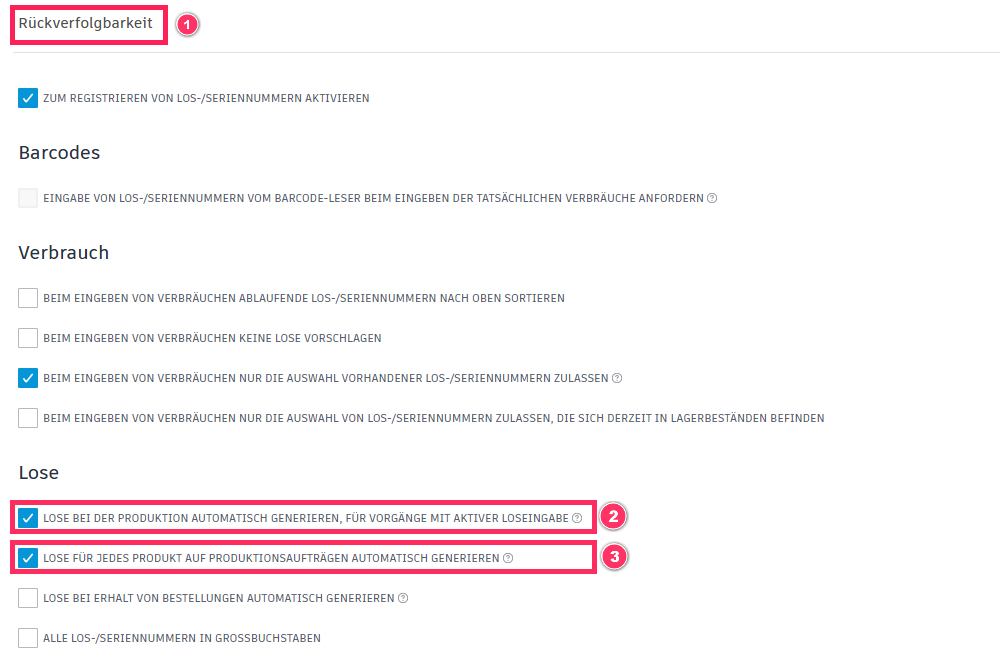 Rückverfolgbarkeit 1
ZUM REGISTRIEREN VON LOS-/SERIENNUMMERN AKTIVIEREN
Barcodes
EINGABE VON LOS-/SERIENNUMMERN VOM BARCODE-LESER BEIM EINGEBEN DER TATSÄCHLICHEN VERBRÄUCHE ANFORDERN ?
Verbrauch
BEIM EINGEBEN VON VERBRÄUCHEN ABLAUFENDE LOS-/SERIENNUMMERN NACH OBEN SORTIEREN
BEIM EINGEBEN VON VERBRÄUCHEN KEINE LOSE VORSCHLAGEN
BEIM EINGEBEN VON VERBRÄUCHEN NUR DIE AUSWAHL VORHANDENER LOS-/SERIENNUMMERN ZULASSEN ?
BEIM EINGEBEN VON VERBRÄUCHEN NUR DIE AUSWAHL VON LOS-/SERIENNUMMERN ZULASSEN, DIE SICH DERZEIT IN LAGERBESTÄNDEN BEFINDEN
Lose
LOSE BEI DER PRODUKTION AUTOMATISCH GENERIEREN, FÜR VORGÄNGE MIT AKTIVER LOSEINGABE ? 2
LOSE FÜR JEDES PRODUKT AUF PRODUKTIONSAUFTRÄGEN AUTOMATISCH GENERIEREN ? 3
LOSE BEI ERHALT VON BESTELLUNGEN AUTOMATISCH GENERIEREN ?
ALLE LOS-/SERIENNUMMERN IN GROSSBUCHSTABEN